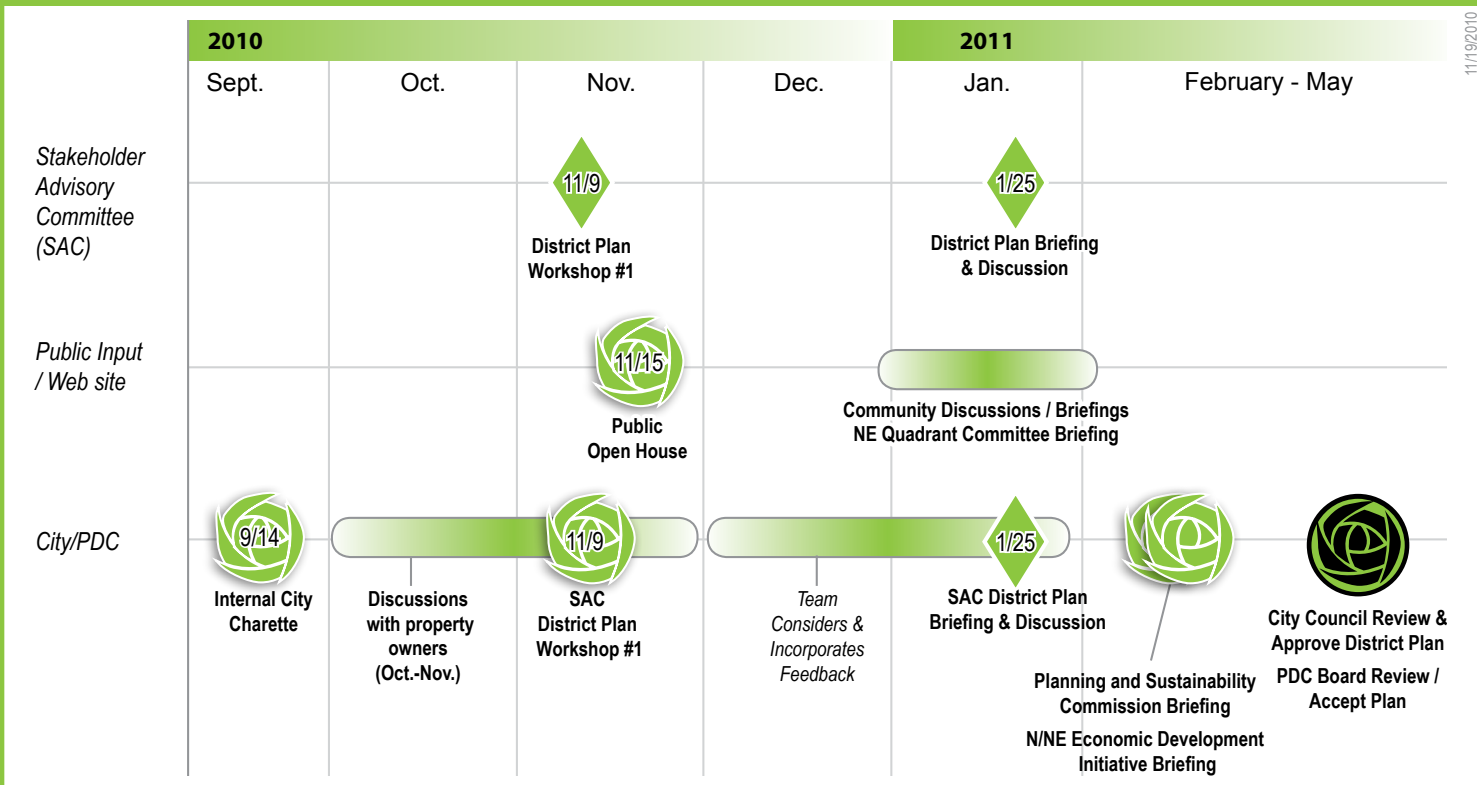 11/19/2010
2010
2011
Sept.
Oct.
Nov.
Dec.
Jan.
February - May
Stakeholder
Advisory
Committee
(SAC)
11/9
District Plan
Workshop #1
1/25
District Plan Briefing
& Discussion
Public Input
/ Web site
11/15
Public
Open House
Community Discussions / Briefings
NE Quadrant Committee Briefing
City/PDC
9/14
Internal City
Charette
Discussions
with property
owners
(Oct.-Nov.)
11/9
SAC
District Plan
Workshop #1
Team
Considers &
Incorporates
Feedback
1/25
SAC District Plan
Briefing & Discussion
Planning and Sustainability
Commission Briefing
N/NE Economic Development
Initiative Briefing
City Council Review &
Approve District Plan
PDC Board Review /
Accept Plan